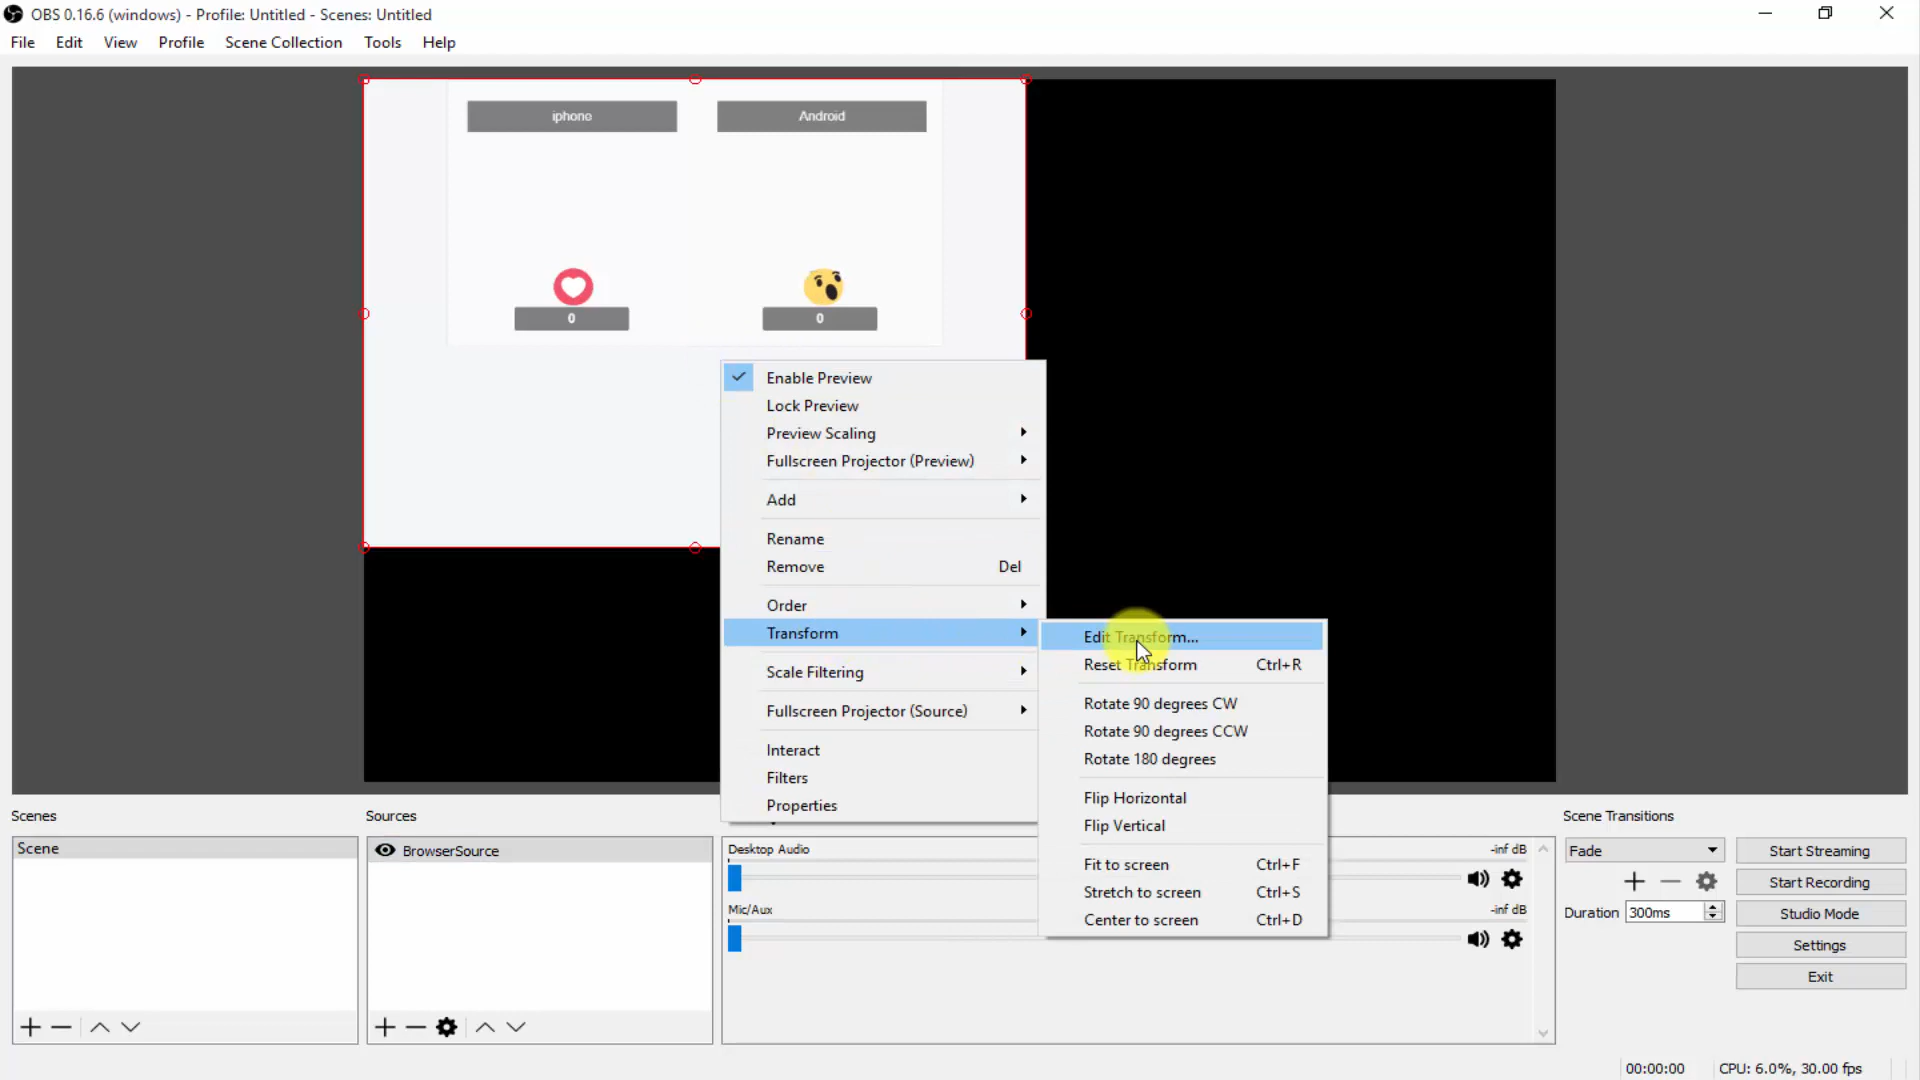 OBS 0.16.6 (windows) - Profile: Untitled - Scenes: Untitled
File Edit View Profile Scene Collection Tools Help
iphone Android
0 0
Enable Preview
Lock Preview
Preview Scaling
Fullscreen Projector (Preview)
Add
Rename
Remove Del
Order
Transform
Scale Filtering
Fullscreen Projector (Source)
Interact
Filters
Properties
Edit Transform...
Reset Transform Ctrl+R
Rotate 90 degrees CW
Rotate 90 degrees CCW
Rotate 180 degrees
Flip Horizontal
Flip Vertical
Fit to screen Ctrl+F
Stretch to screen Ctrl+S
Center to screen Ctrl+D
Scenes
Scene
Sources
BrowserSource
Desktop Audio -inf dB
Mic/Aux -inf dB
Scene Transitions
Fade
Duration 300ms
Start Streaming
Start Recording
Studio Mode
Settings
Exit
00:00:00 CPU: 6.0%, 30.00 fps